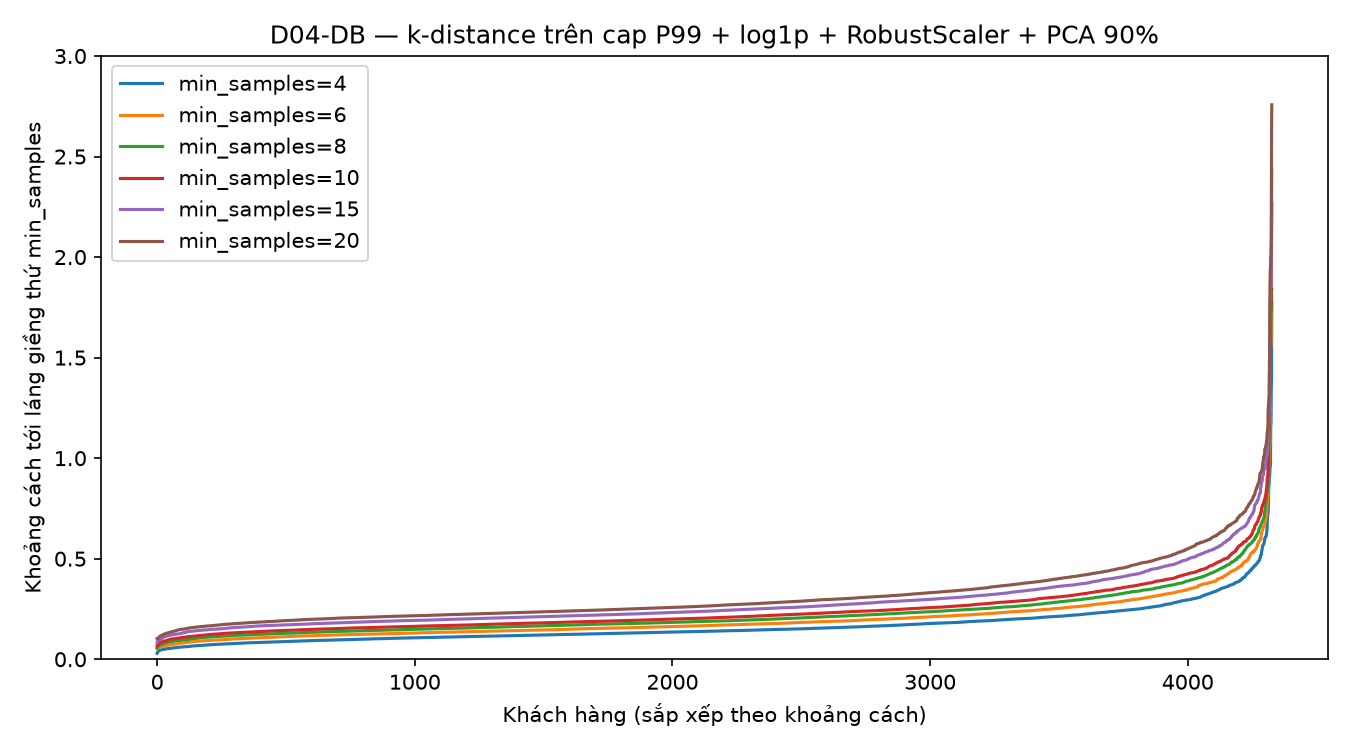 D04-DB — k-distance trên cap P99 + log1p + RobustScaler + PCA 90%
Khoảng cách tới láng giềng thứ min_samples
3.0
2.5
2.0
1.5
1.0
0.5
0.0
min_samples=4
min_samples=6
min_samples=8
min_samples=10
min_samples=15
min_samples=20
0 1000 2000 3000 4000
Khách hàng (sắp xếp theo khoảng cách)